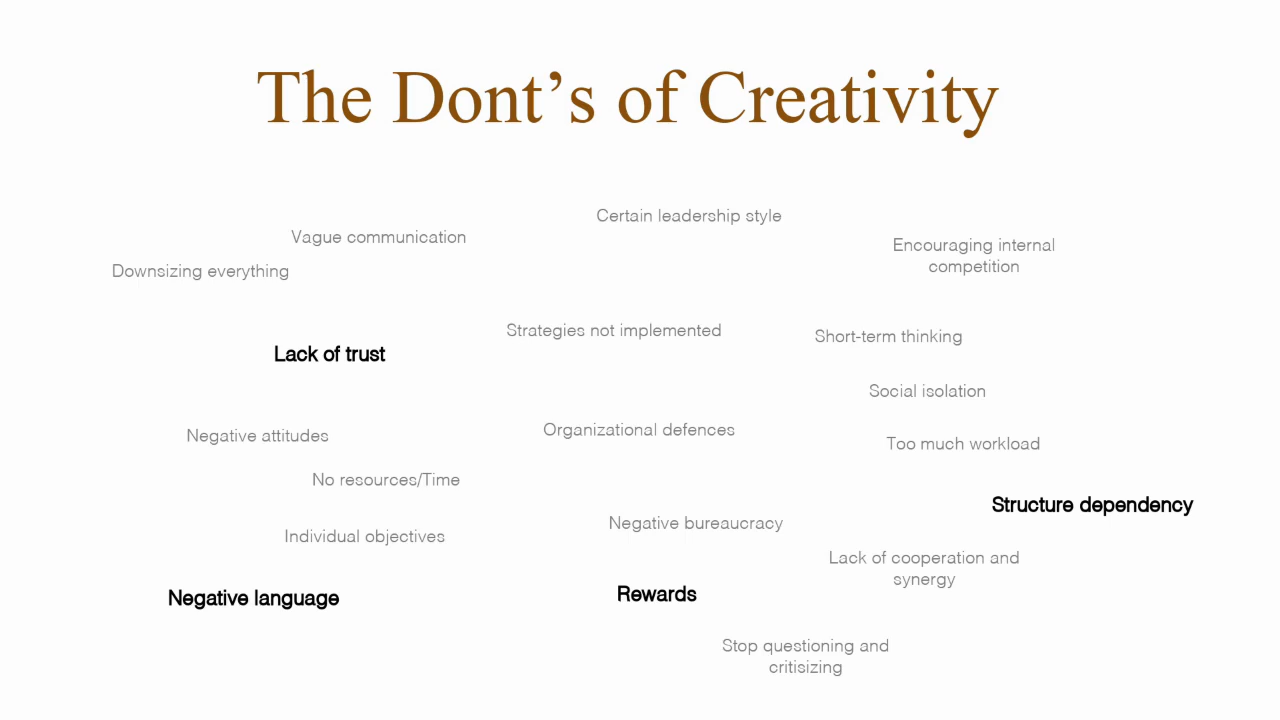 The Dont’s of Creativity
Certain leadership style
Vague communication
Encouraging internal
competition
Downsizing everything
Strategies not implemented
Short-term thinking
Lack of trust
Social isolation
Organizational defences
Negative attitudes
Too much workload
No resources/Time
Structure dependency
Negative bureaucracy
Individual objectives
Lack of cooperation and
synergy
Rewards
Negative language
Stop questioning and
critisizing